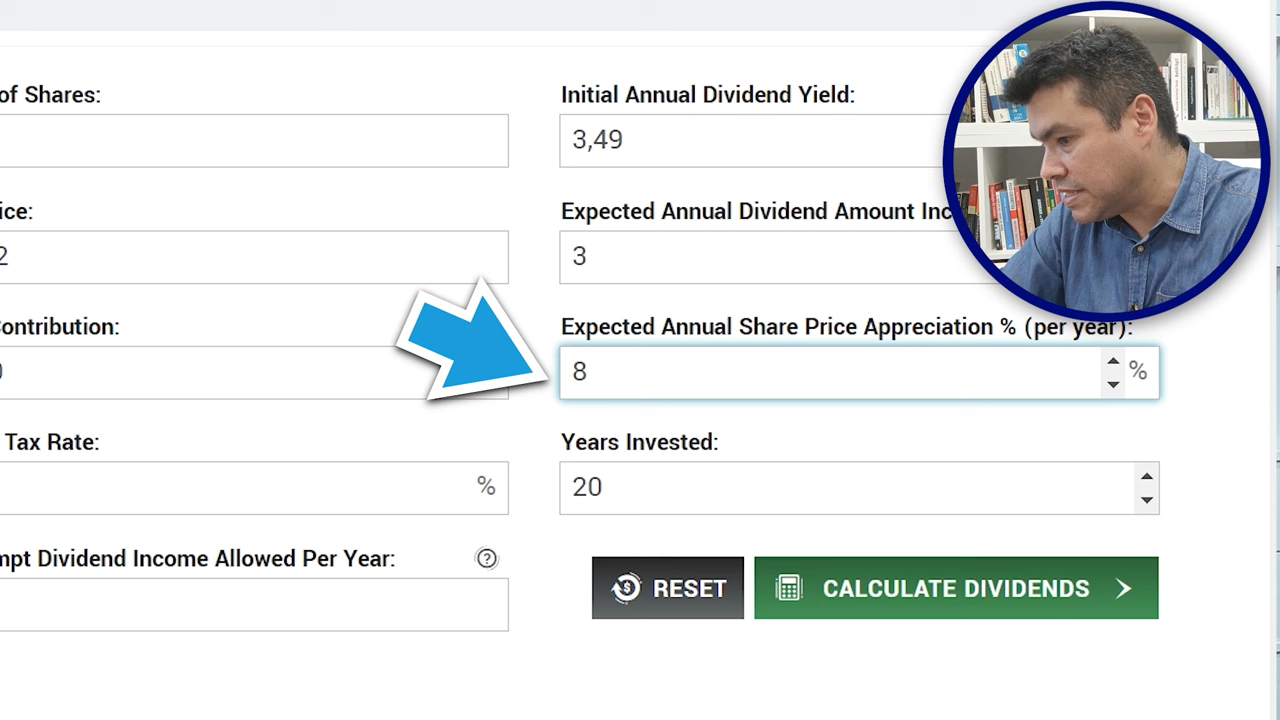 of Shares:
Initial Annual Dividend Yield:
3,49
ice:
Expected Annual Dividend Amount Inc
2
3
Contribution:
Expected Annual Share Price Appreciation % (per year):
8
%
Tax Rate:
Years Invested:
%
20
mpt Dividend Income Allowed Per Year:
?
$ RESET
CALCULATE DIVIDENDS